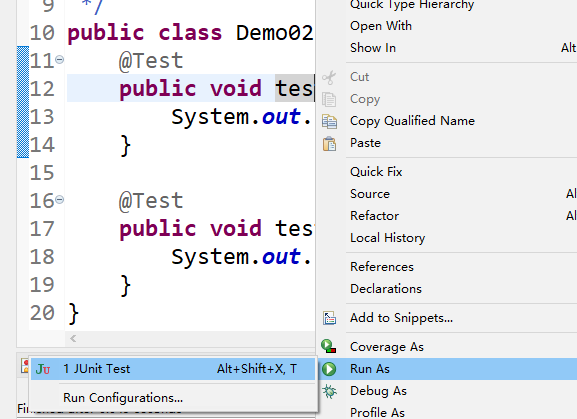 9 */
10 public class Demo02
11 @Test
12 public void tes
13 System.out.
14 }
15
16 @Test
17 public void tes
18 System.out.
19 }
20 }
Quick Type Hierarchy
Open With
Show In Alt
Cut
Copy
Copy Qualified Name
Paste
Quick Fix
Source Al
Refactor Al
Local History
References
Declarations
Add to Snippets...
Coverage As
Run As
Debug As
Profile As
JU 1 JUnit Test Alt+Shift+X, T
Run Configurations...